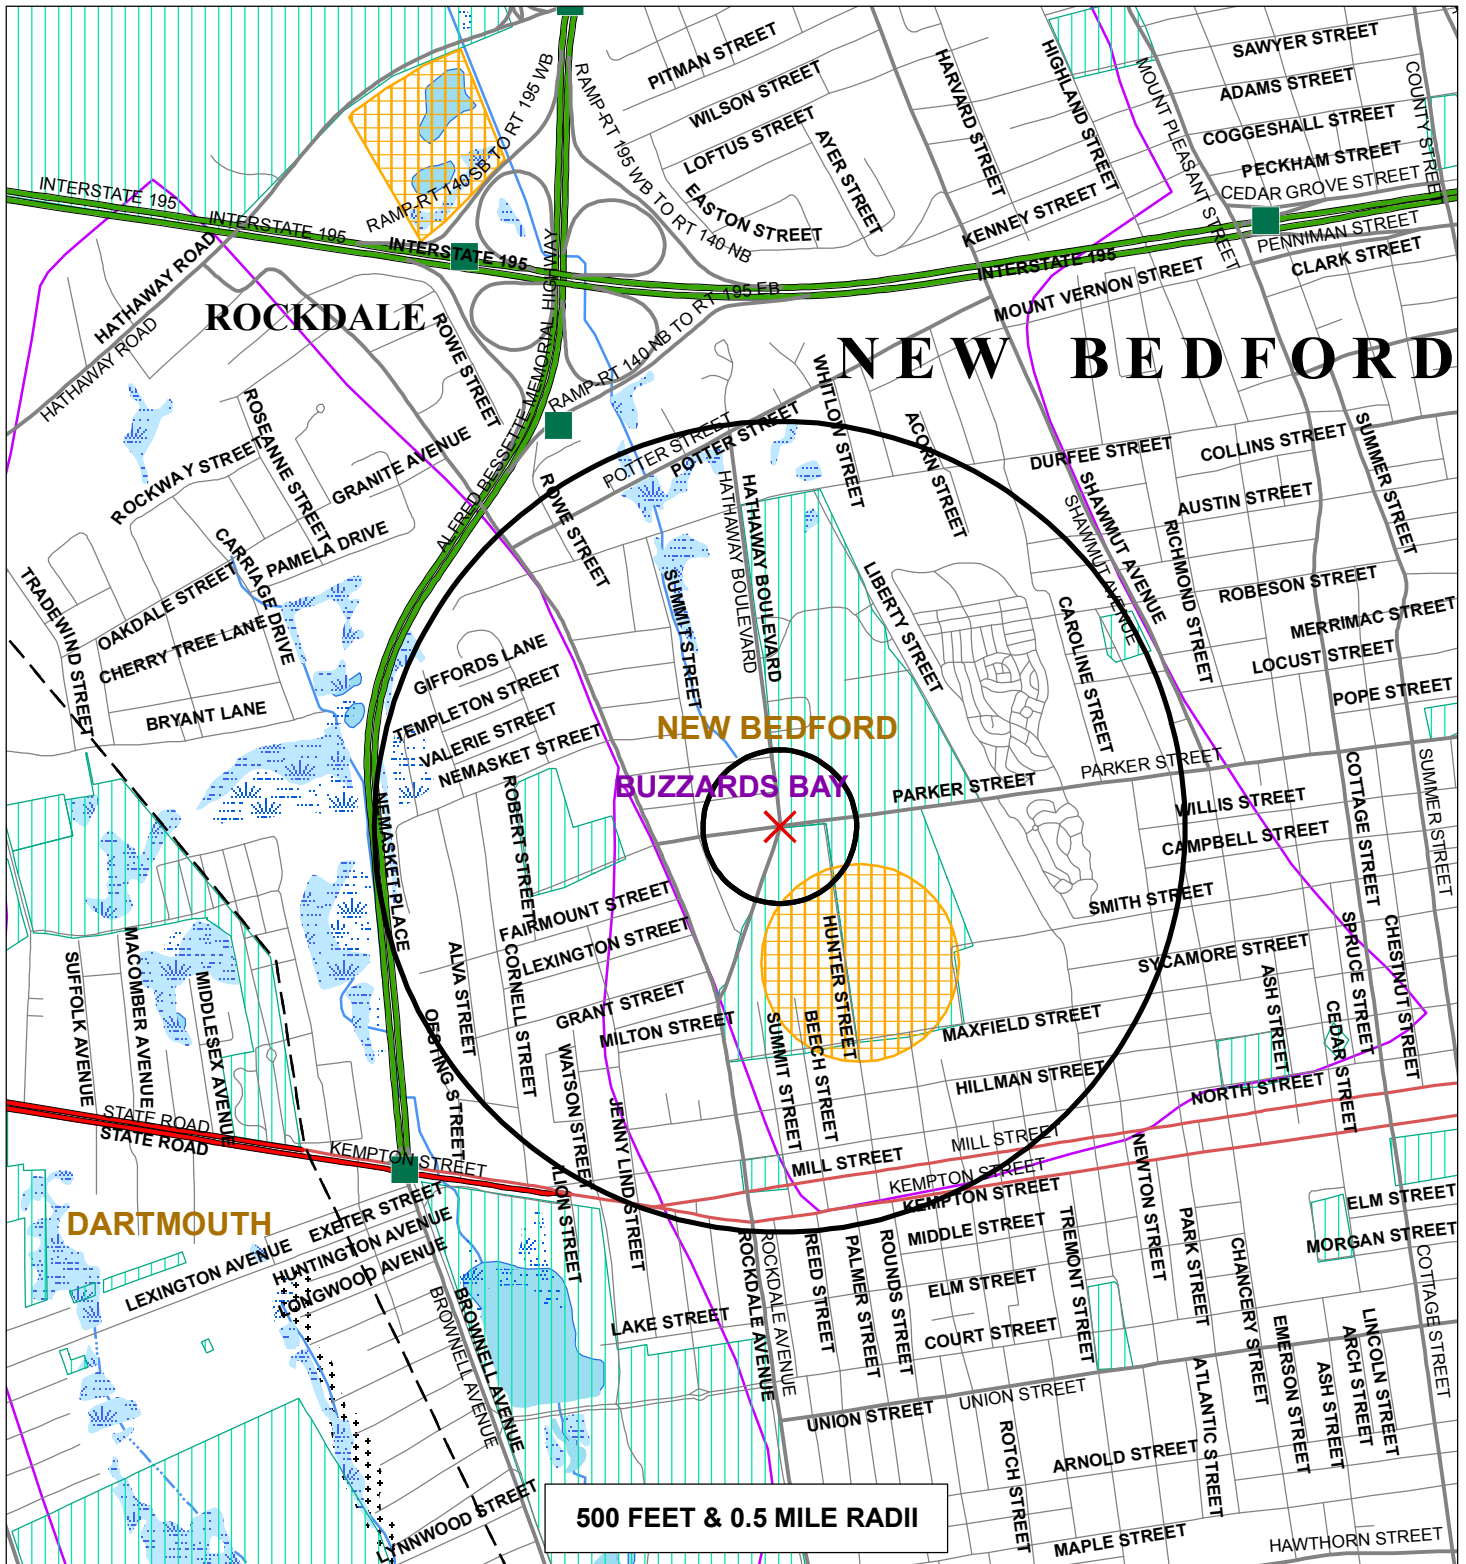 PITMAN STREET
WILSON STREET
LOFTUS STREET
AYER STREET
EASTON STREET
HARVARD STREET
HIGHLAND STREET
KENNEY STREET
MOUNT PLEASANT STREET
SAWYER STREET
ADAMS STREET
COGGESHALL STREET
PECKHAM STREET
CEDAR GROVE STREET
COUNTY STREET
PENNIMAN STREET
CLARK STREET
RAMP-RT 140 SB TO RT 195 WB
RAMP-RT 195 WB TO RT 140 NB
INTERSTATE 195
INTERSTATE 195
INTERSTATE 195
INTERSTATE 195
MOUNT VERNON STREET
HATHAWAY ROAD
HATHAWAY ROAD
ROCKDALE
ROWE STREET
ALFRED BESSETTE MEMORIAL HIGHWAY
RAMP-RT 140 NB TO RT 195 EB
NEW BEDFORD
WHITLOW STREET
ACORN STREET
POTTER STREET
POTTER STREET
ROSEANNE STREET
ROCKWAY STREET
GRANITE AVENUE
PAMELA DRIVE
CARRIAGE DRIVE
OAKDALE STREET
CHERRY TREE LANE
TRADEWIND STREET
BRYANT LANE
ROWE STREET
SUMMIT STREET
HATHAWAY BOULEVARD
HATHAWAY BOULEVARD
LIBERTY STREET
CAROLINE STREET
DURFEE STREET
SHAWMUT AVENUE
SHAWMUT AVENUE
RICHMOND STREET
COLLINS STREET
AUSTIN STREET
SUMMER STREET
ROBESON STREET
MERRIMAC STREET
LOCUST STREET
POPE STREET
GIFFORDS LANE
TEMPLETON STREET
VALERIE STREET
NEMASKET STREET
NEW BEDFORD
BUZZARDS BAY
PARKER STREET
PARKER STREET
WILLIS STREET
CAMPBELL STREET
COTTAGE STREET
SUMMER STREET
NEMASKET PLACE
ROBERT STREET
FAIRMOUNT STREET
LEXINGTON STREET
SMITH STREET
SYCAMORE STREET
SPRUCE STREET
CHESTNUT STREET
ASH STREET
CEDAR STREET
HUNTER STREET
ALVA STREET
CORNELL STREET
GRANT STREET
MILTON STREET
SUMMIT STREET
BEECH STREET
MAXFIELD STREET
HILLMAN STREET
NORTH STREET
SUFFOLK AVENUE
MACOMBER AVENUE
MIDDLESEX AVENUE
OESTING STREET
WATSON STREET
JENNY LIND STREET
STATE ROAD
STATE ROAD
KEMPTON STREET
MILL STREET
MILL STREET
KEMPTON STREET
KEMPTON STREET
NEWTON STREET
DARTMOUTH
EXETER STREET
HUNTINGTON AVENUE
LONGWOOD AVENUE
LEXINGTON AVENUE
BROWNELL AVENUE
BROWNELL AVENUE
LYNNWOOD STREET
LAKE STREET
ROCKDALE AVENUE
ROCKDALE AVENUE
REED STREET
PALMER STREET
ROUNDS STREET
MIDDLE STREET
ELM STREET
COURT STREET
TREMONT STREET
PARK STREET
CHANCERY STREET
ELM STREET
MORGAN STREET
COTTAGE STREET
UNION STREET
UNION STREET
ROTCH STREET
ARNOLD STREET
ATLANTIC STREET
EMERSON STREET
ASH STREET
ARCH STREET
LINCOLN STREET
MAPLE STREET
HAWTHORN STREET
500 FEET & 0.5 MILE RADII